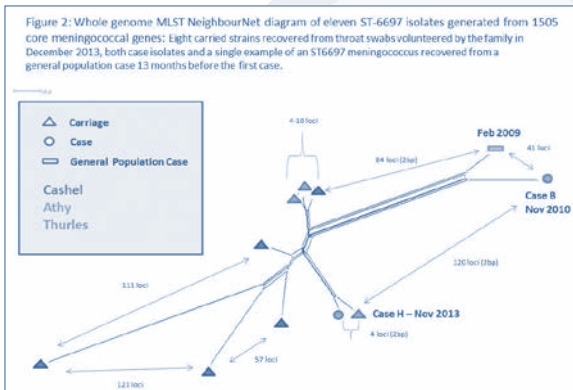 Figure 2: Whole genome MLST NeighbourNet diagram of eleven ST-6697 isolates generated from 1505
core meningococcal genes: Eight carried strains recovered from throat swabs volunteered by the family in
December 2013, both case isolates and a single example of an ST6697 meningococcus recovered from a
general population case 13 months before the first case.
Carriage
Case
General Population Case
Cashel
Athy
Thurles
4-10 loci
Feb 2009
84 loci (2bp)
41 loci
Case B
Nov 2010
120 loci (3bp)
111 loci
Case H – Nov 2013
4 loci (2bp)
57 loci
121 loci